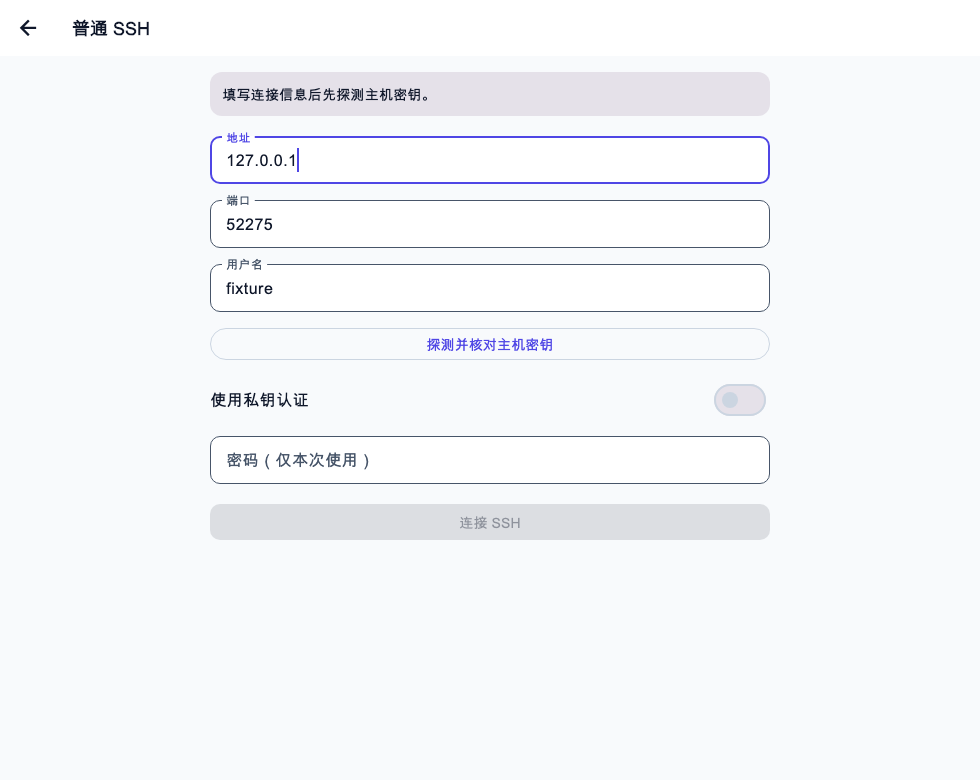 普通 SSH
填写连接信息后先探测主机密钥。
地址
127.0.0.1
端口
52275
用户名
fixture
探测并核对主机密钥
使用私钥认证
密码（仅本次使用）
连接 SSH